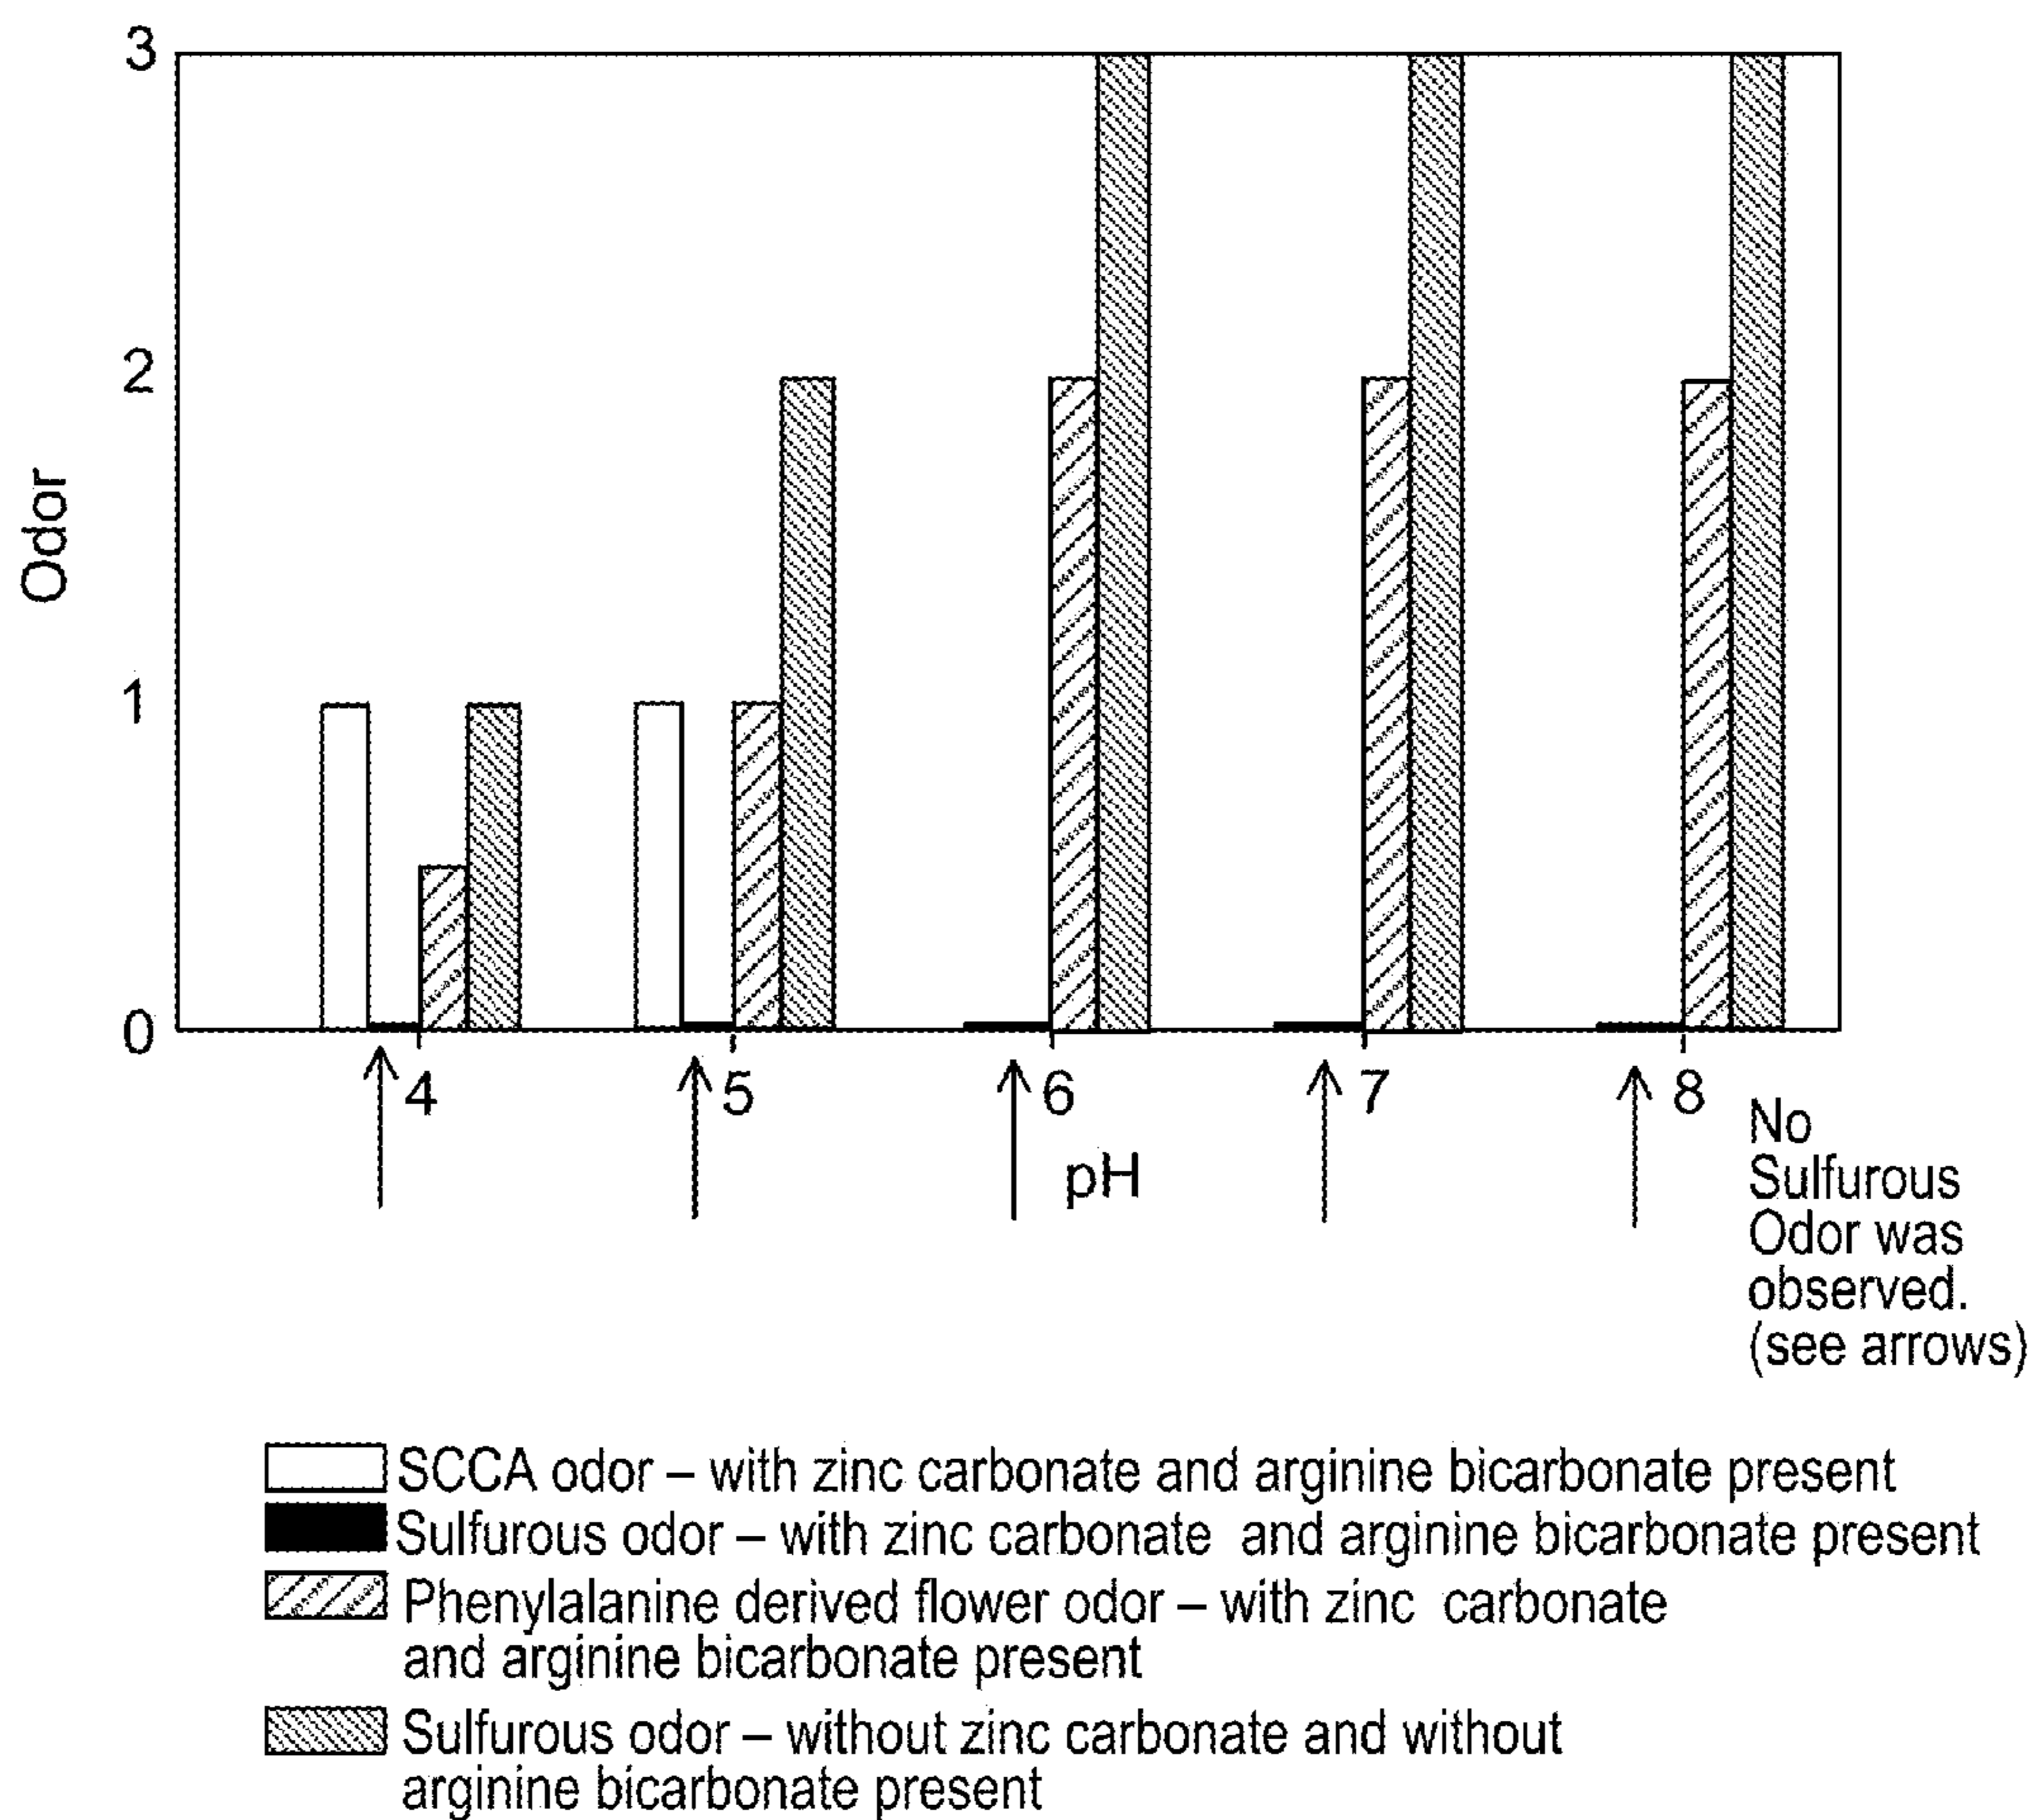 3
2
1
0
Odor
4 5 6 7 8
pH
No
Sulfurous
Odor was
observed.
(see arrows)
SCCA odor – with zinc carbonate and arginine bicarbonate present
Sulfurous odor – with zinc carbonate and arginine bicarbonate present
Phenylalanine derived flower odor – with zinc carbonate
and arginine bicarbonate present
Sulfurous odor – without zinc carbonate and without
arginine bicarbonate present